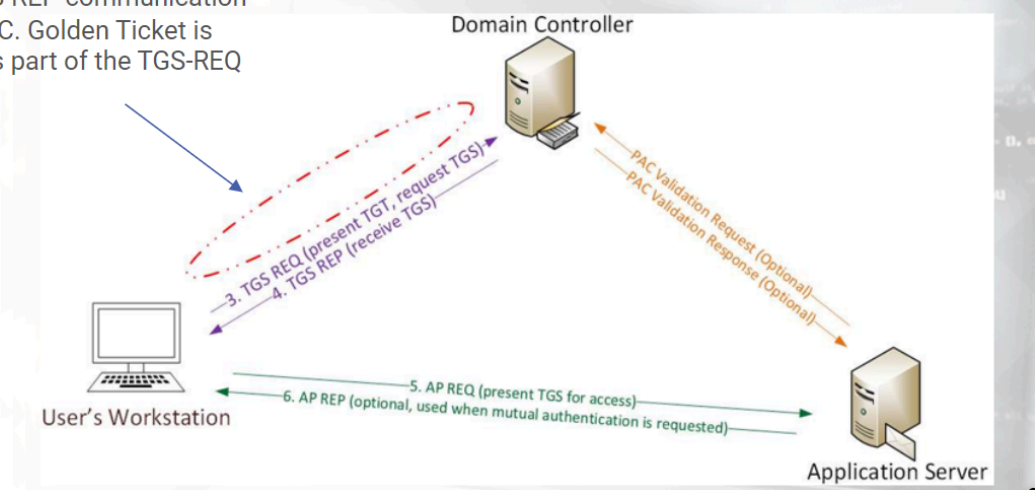 communication
C. Golden Ticket is
part of the TGS-REQ
Domain Controller
3. TGS REQ (present TGT, request TGS)
4. TGS REP (receive TGS)
PAC Validation Request (Optional)
PAC Validation Response (Optional)
5. AP REQ (present TGS for access)
6. AP REP (optional, used when mutual authentication is requested)
User's Workstation
Application Server